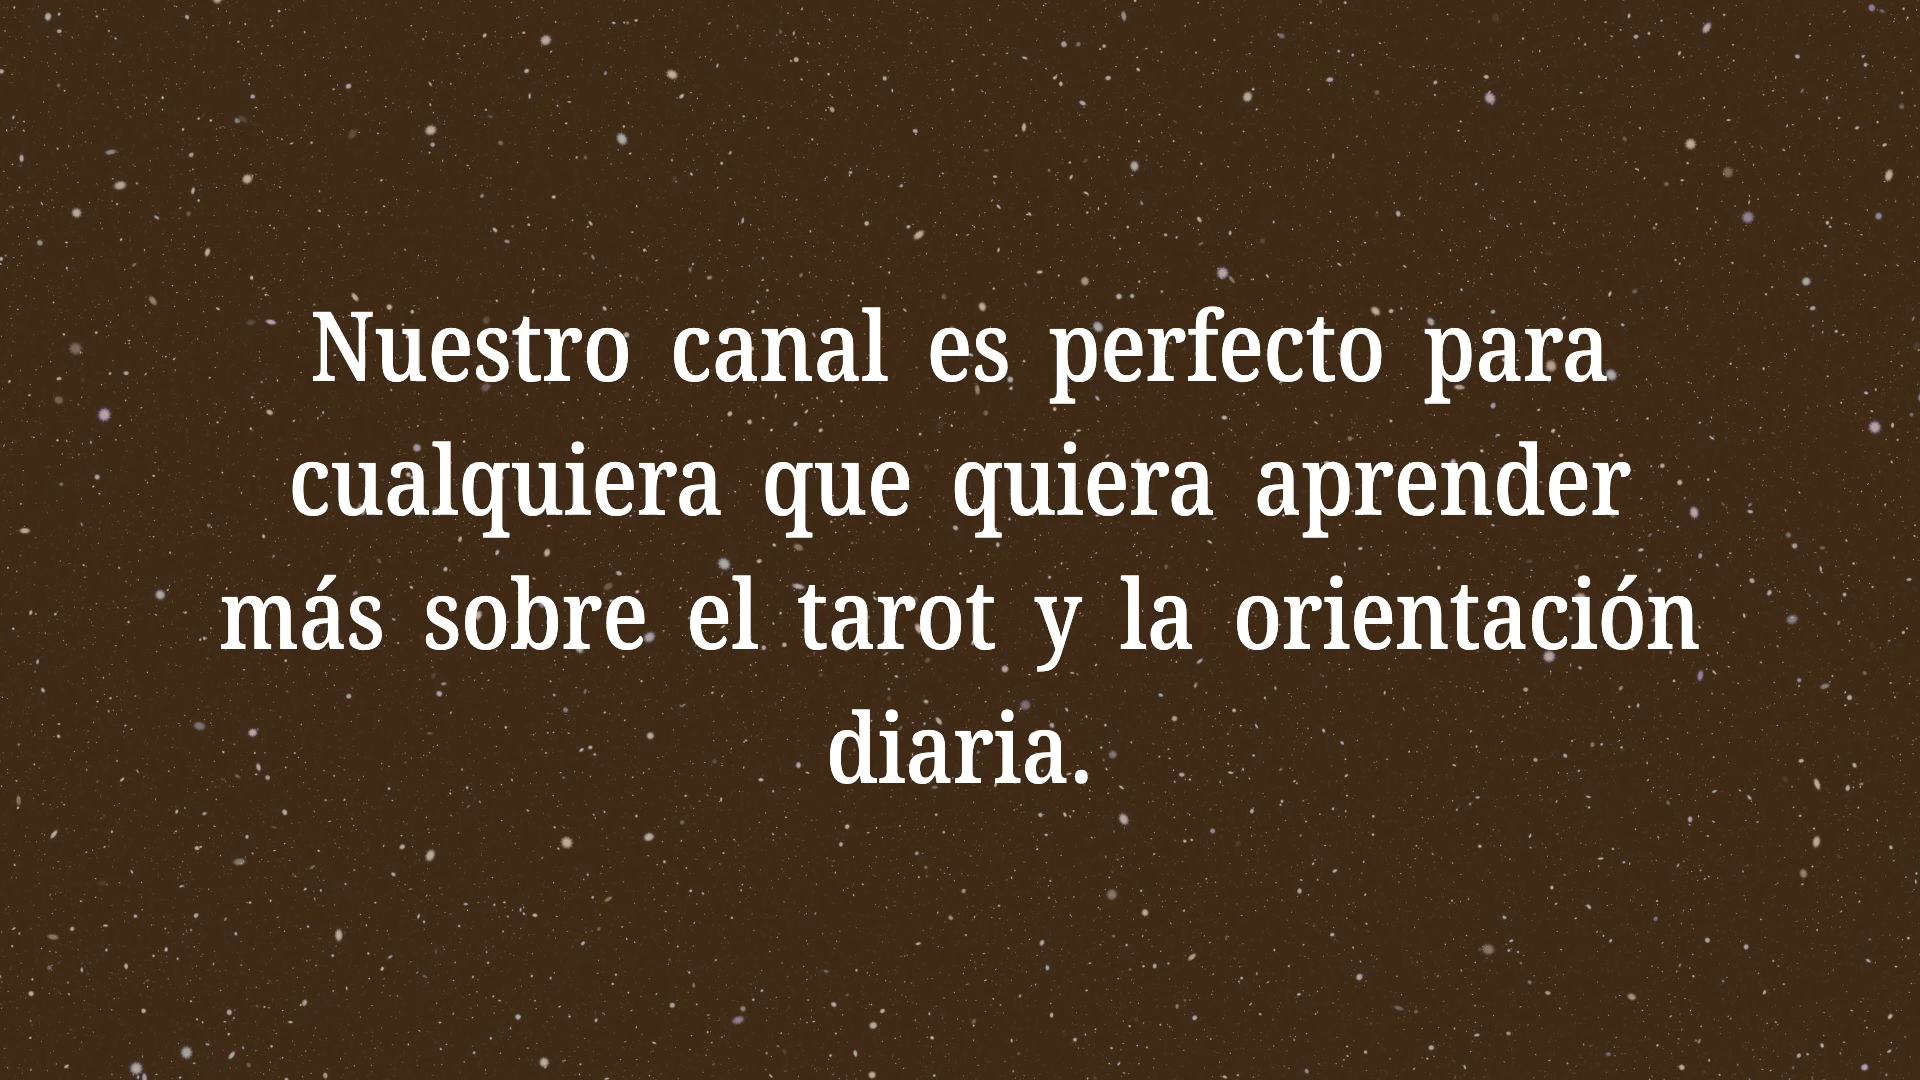 Nuestro canal es perfecto para
cualquiera que quiera aprender
más sobre el tarot y la orientación
diaria.